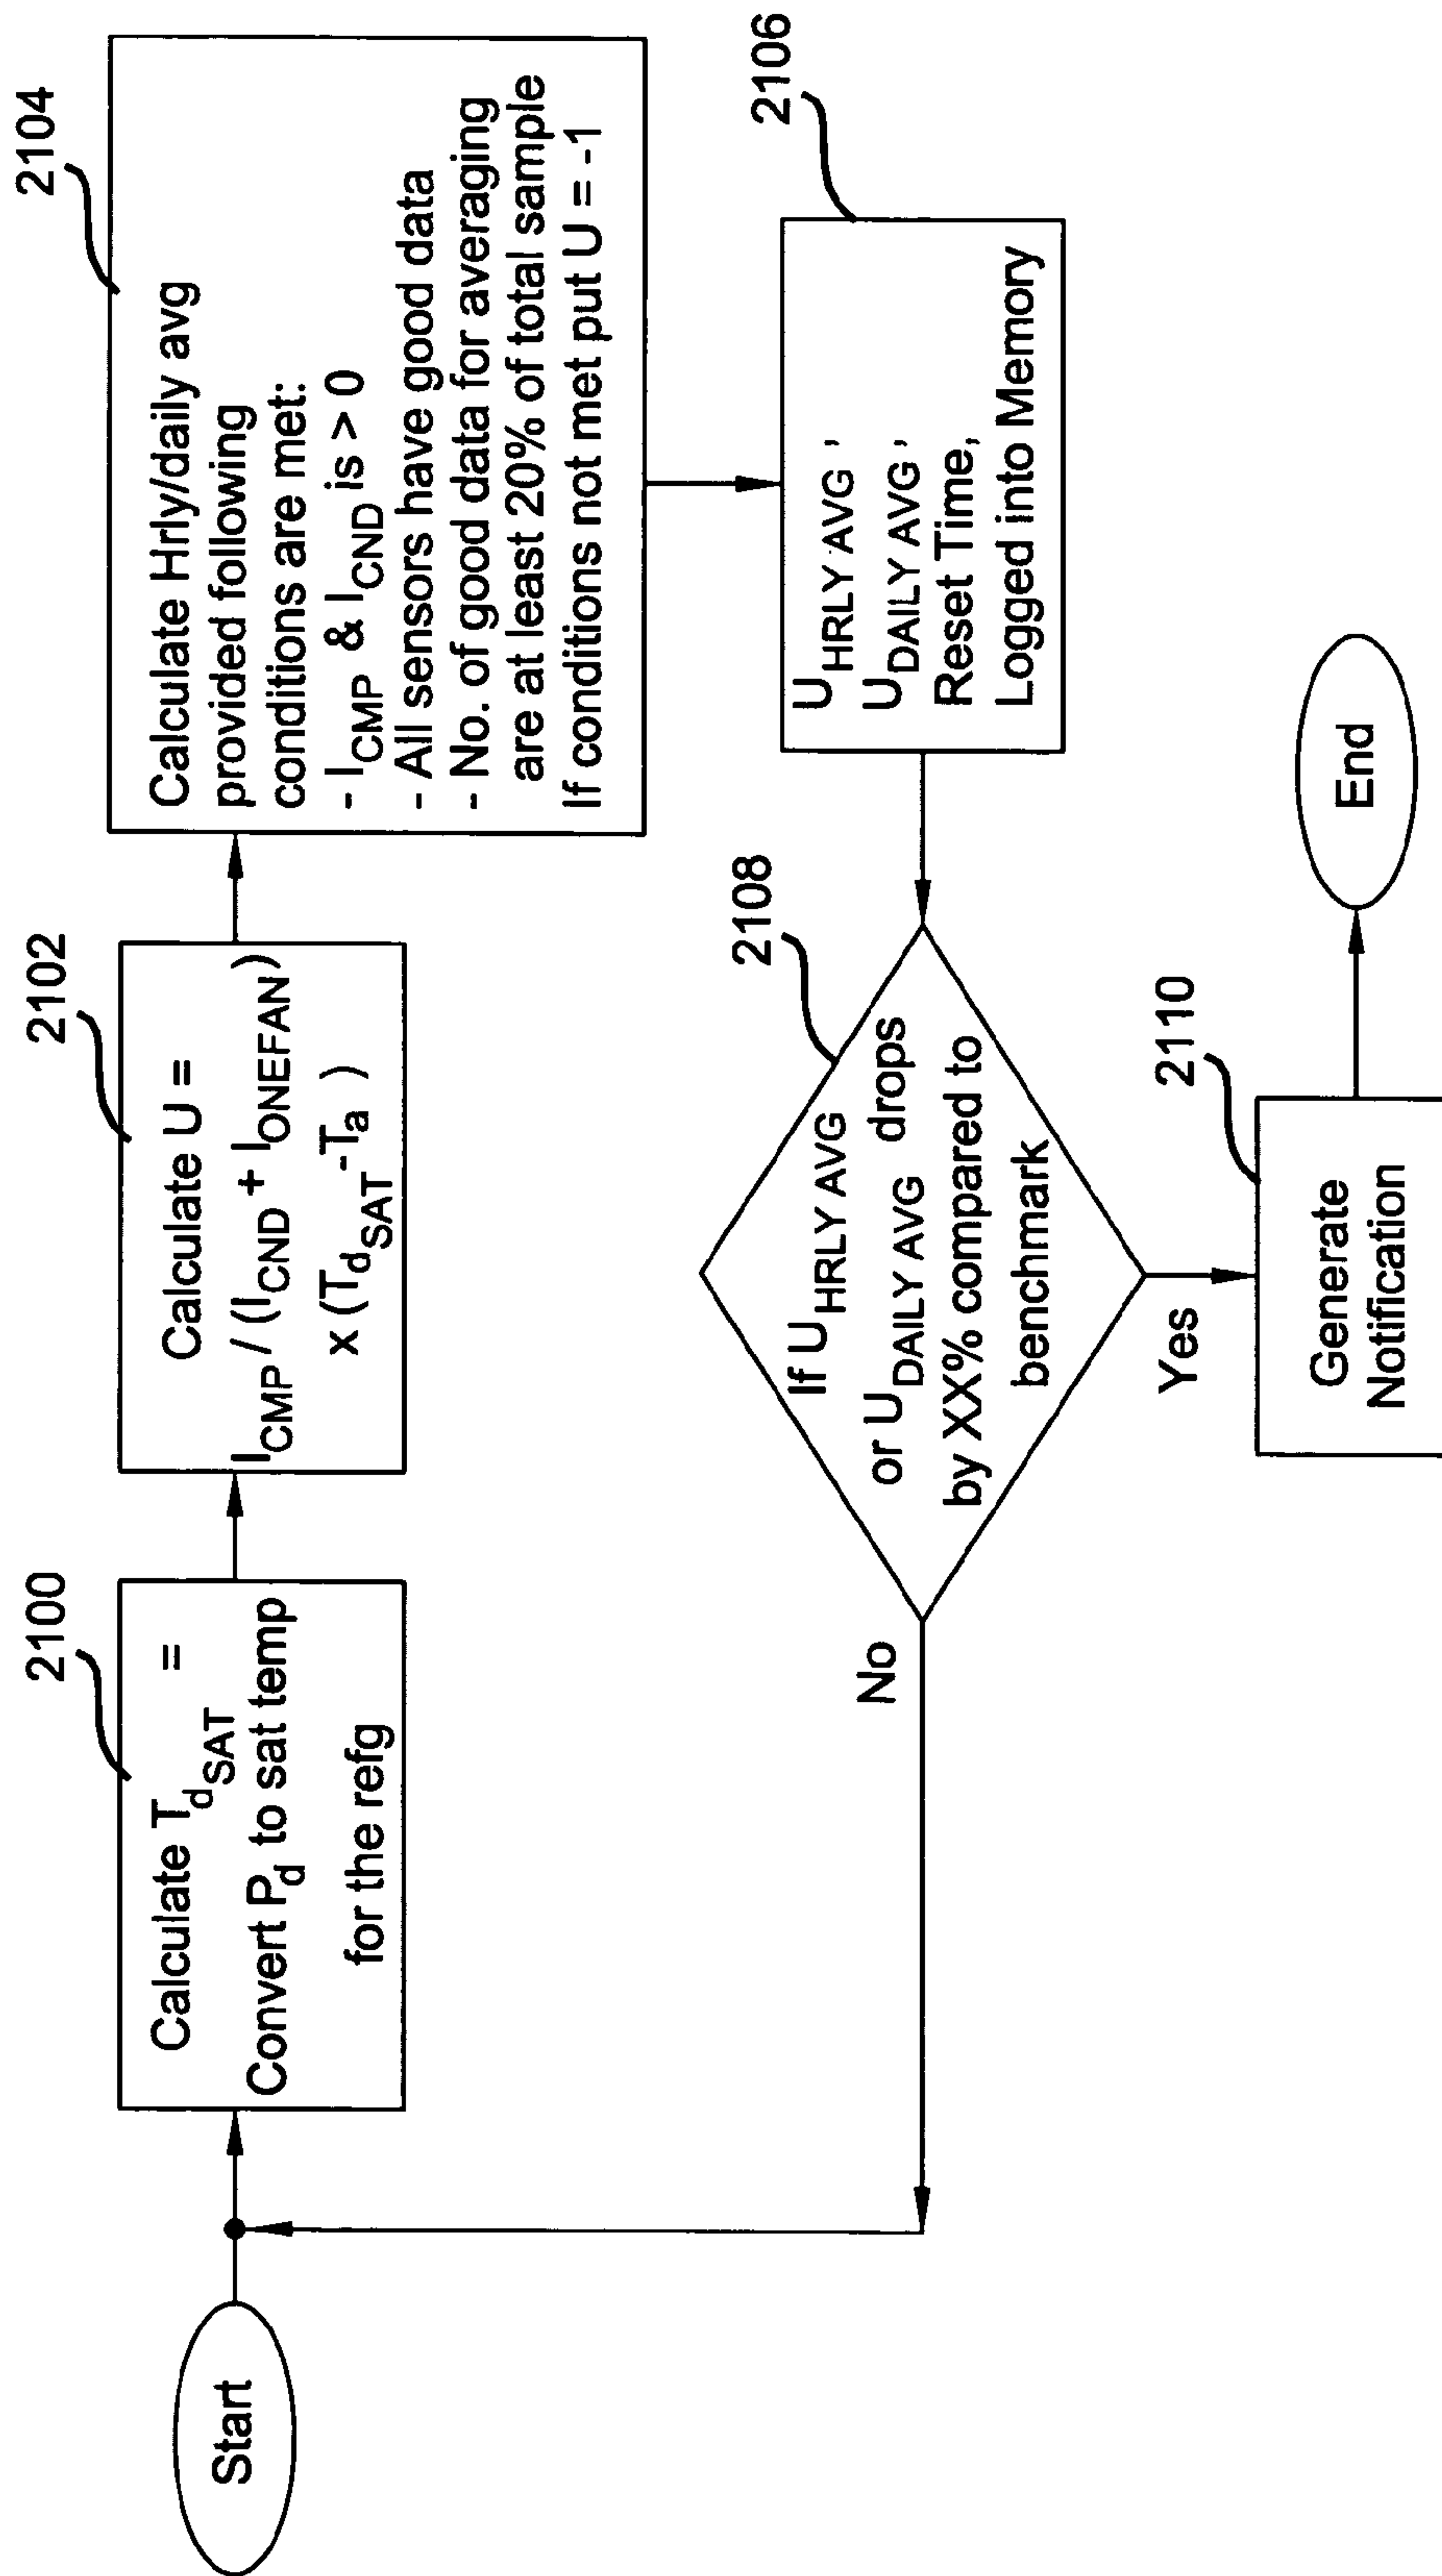 Start
2100
Calculate T_dSAT =
Convert P_d to sat temp
for the refg
2102
Calculate U =
I_CMP / (I_CND + I_ONEFAN)
x (T_dSAT -T_a )
2104
Calculate Hrly/daily avg
provided following
conditions are met:
- I_CMP & I_CND is > 0
- All sensors have good data
- No. of good data for averaging
are at least 20% of total sample
If conditions not met put U = -1
2106
U_HRLY AVG ,
U_DAILY AVG,
Reset Time,
Logged into Memory
2108
If U_HRLY AVG
or U_DAILY AVG drops
by XX% compared to
benchmark
No
Yes
2110
Generate
Notification
End